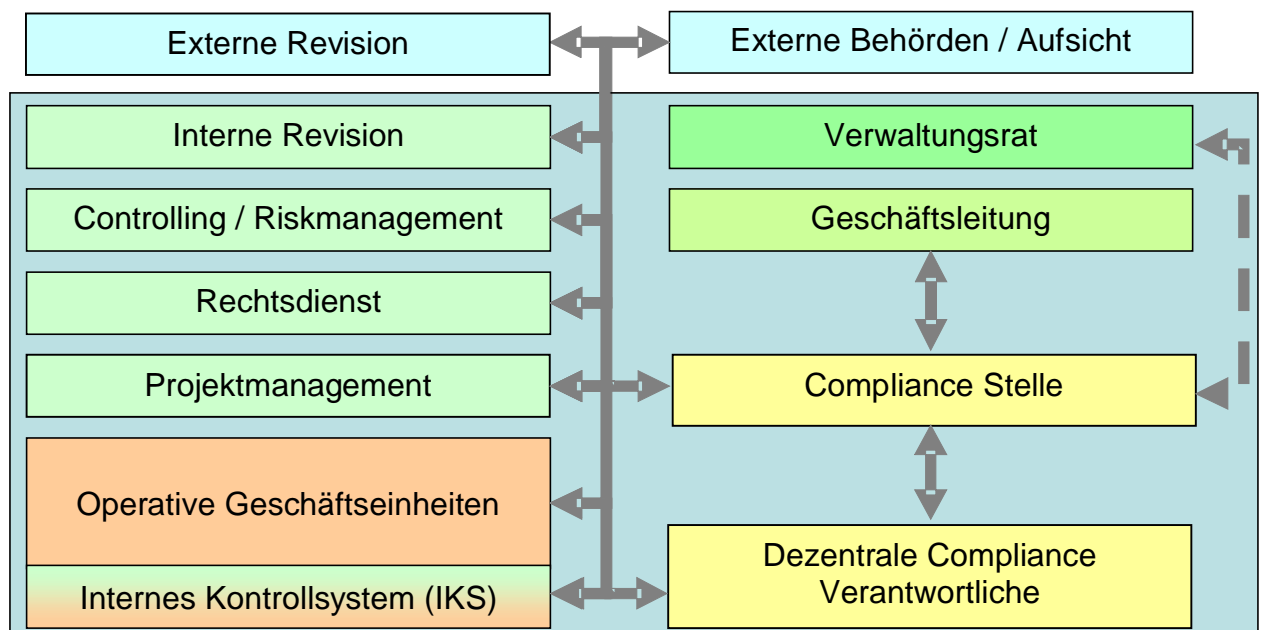 Externe Revision
Externe Behörden / Aufsicht
Interne Revision
Verwaltungsrat
Controlling / Riskmanagement
Geschäftsleitung
Rechtsdienst
Projektmanagement
Compliance Stelle
Operative Geschäftseinheiten
Dezentrale Compliance
Verantwortliche
Internes Kontrollsystem (IKS)